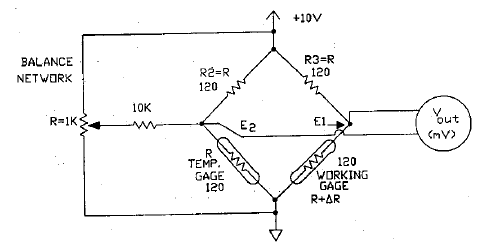 +10V
R2=R
120
R3=R
120
BALANCE
NETWORK
R=1K
10K
E2
E1
Vout
(mV)
R
TEMP.
GAGE
120
120
WORKING
GAGE
R+ΔR